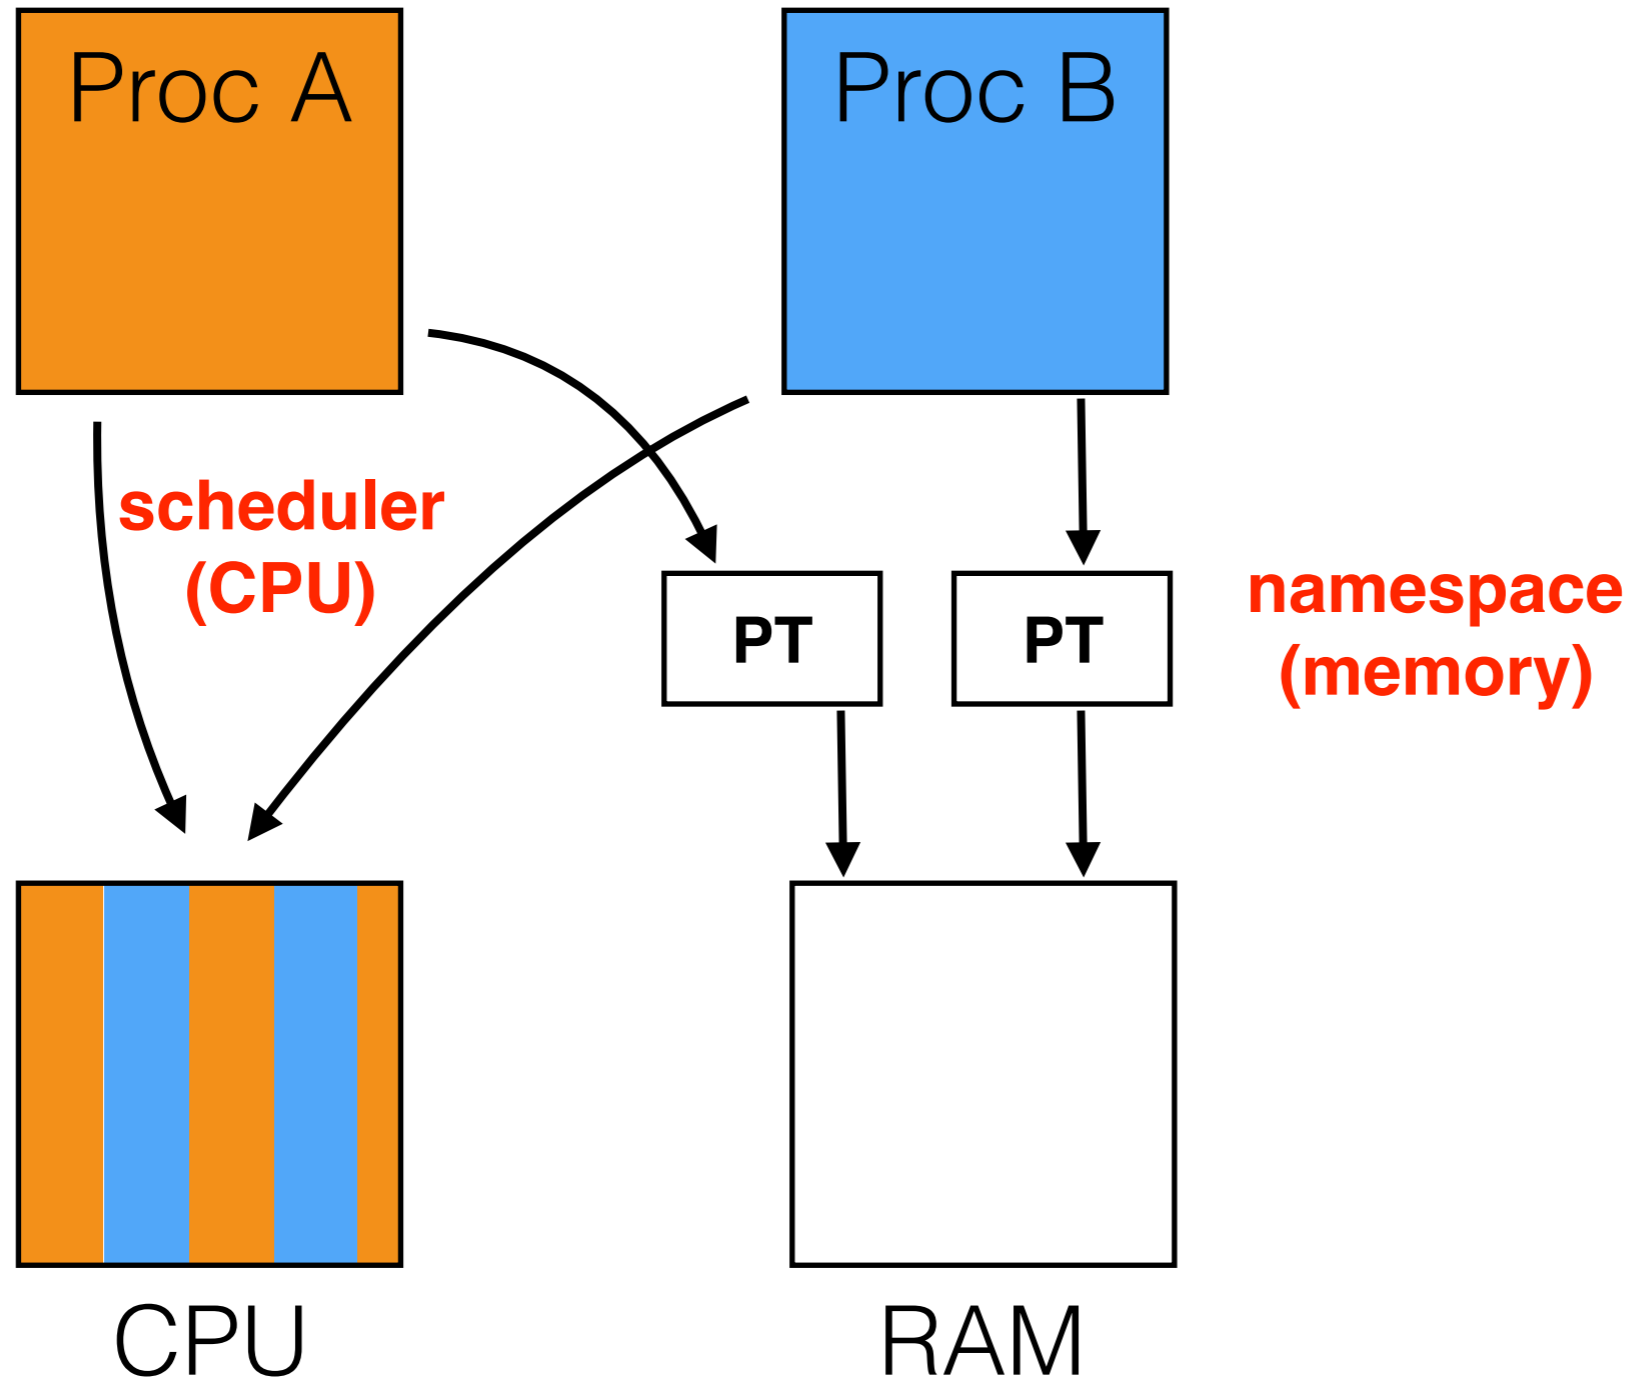 Proc A
Proc B
scheduler
(CPU)
namespace
(memory)
PT
PT
CPU
RAM